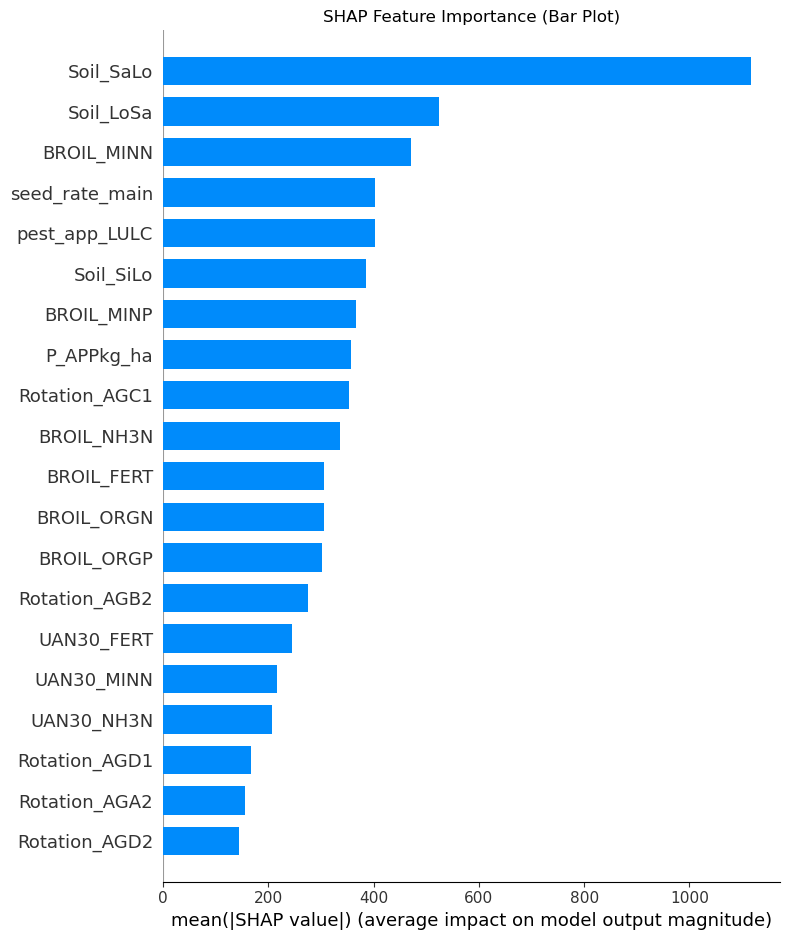 SHAP Feature Importance (Bar Plot)
Soil_SaLo
Soil_LoSa
BROIL_MINN
seed_rate_main
pest_app_LULC
Soil_SiLo
BROIL_MINP
P_APPkg_ha
Rotation_AGC1
BROIL_NH3N
BROIL_FERT
BROIL_ORGN
BROIL_ORGP
Rotation_AGB2
UAN30_FERT
UAN30_MINN
UAN30_NH3N
Rotation_AGD1
Rotation_AGA2
Rotation_AGD2
0 200 400 600 800 1000
mean(|SHAP value|) (average impact on model output magnitude)